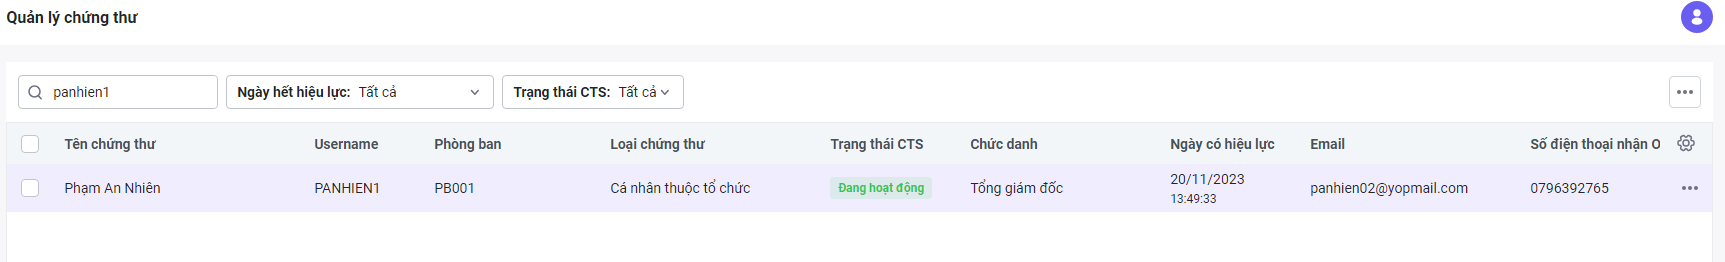 Quản lý chứng thư
panhien1
Ngày hết hiệu lực: Tất cả
Trạng thái CTS: Tất cả
Tên chứng thư Username Phòng ban Loại chứng thư Trạng thái CTS Chức danh Ngày có hiệu lực Email Số điện thoại nhận O
Phạm An Nhiên PANHIEN1 PB001 Cá nhân thuộc tổ chức Đang hoạt động Tổng giám đốc 20/11/2023 panhien02@yopmail.com 0796392765
13:49:33